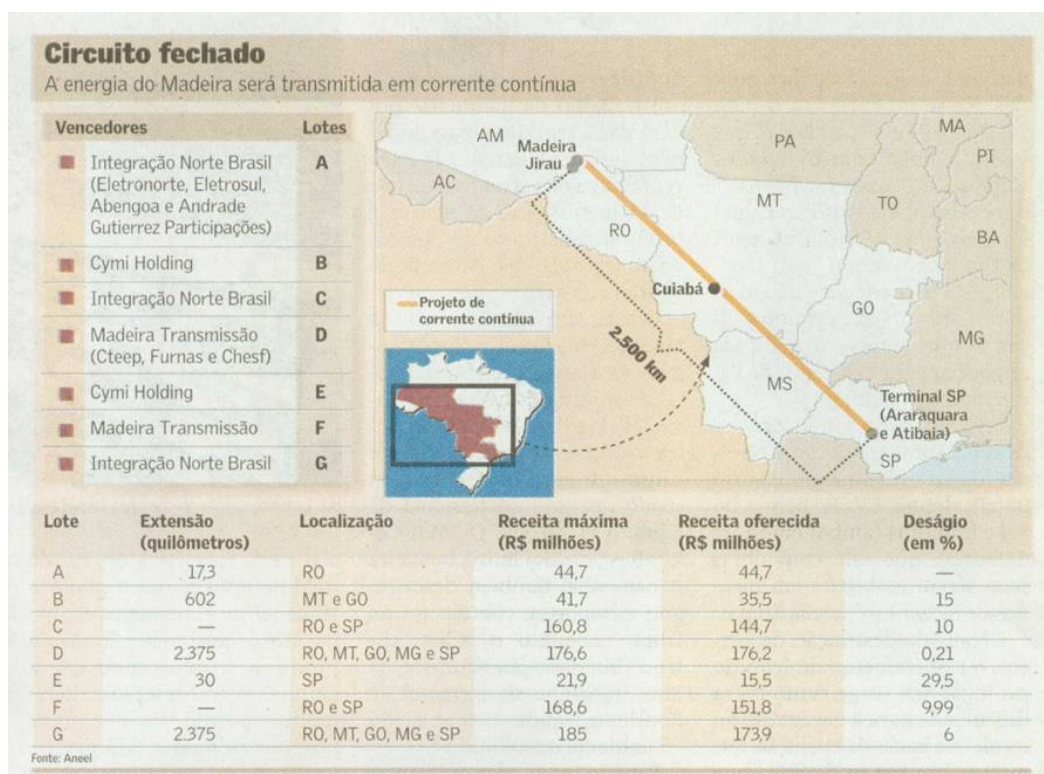 Circuito fechado
A energia do Madeira será transmitida em corrente contínua
Vencedores Lotes
Integração Norte Brasil A
(Eletronorte, Eletrosul,
Abengoa e Andrade
Gutierrez Participações)
Cymi Holding B
Integração Norte Brasil C
Madeira Transmissão D
(Cteep, Furnas e Chesf)
Cymi Holding E
Madeira Transmissão F
Integração Norte Brasil G
AM
Madeira
Jirau
AC
RO
PA
MT
MA
PI
TO
BA
Cuiabá
GO
MG
MS
2.500 km
Projeto de
corrente contínua
Terminal SP
(Araraquara
e Atibaia)
SP
Lote Extensão Localização Receita máxima Receita oferecida Deságio
(quilômetros) (R$ milhões) (R$ milhões) (em %)
A 17,3 RO 44,7 44,7 —
B 602 MT e GO 41,7 35,5 15
C — RO e SP 160,8 144,7 10
D 2.375 RO, MT, GO, MG e SP 176,6 176,2 0,21
E 30 SP 21,9 15,5 29,5
F — RO e SP 168,6 151,8 9,99
G 2.375 RO, MT, GO, MG e SP 185 173,9 6
Fonte: Aneel